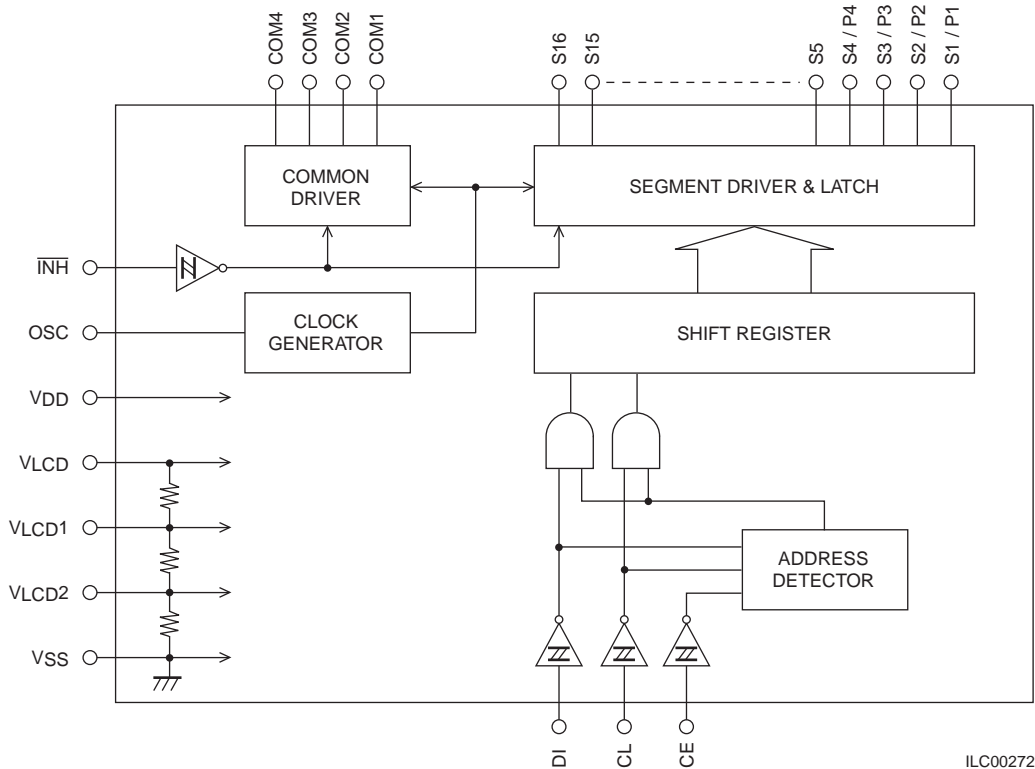 COM4
COM3
COM2
COM1
S16
S15
S5
S4 / P4
S3 / P3
S2 / P2
S1 / P1
COMMON
DRIVER
SEGMENT DRIVER & LATCH
INH
OSC
CLOCK
GENERATOR
SHIFT REGISTER
VDD
VLCD
VLCD1
VLCD2
VSS
ADDRESS
DETECTOR
DI
CL
CE
ILC00272